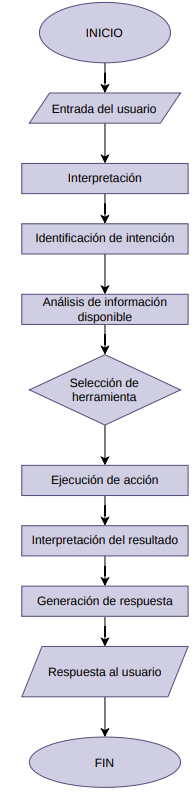 INICIO
Entrada del usuario
Interpretación
Identificación de intención
Análisis de información
disponible
Selección de
herramienta
Ejecución de acción
Interpretación del resultado
Generación de respuesta
Respuesta al usuario
FIN